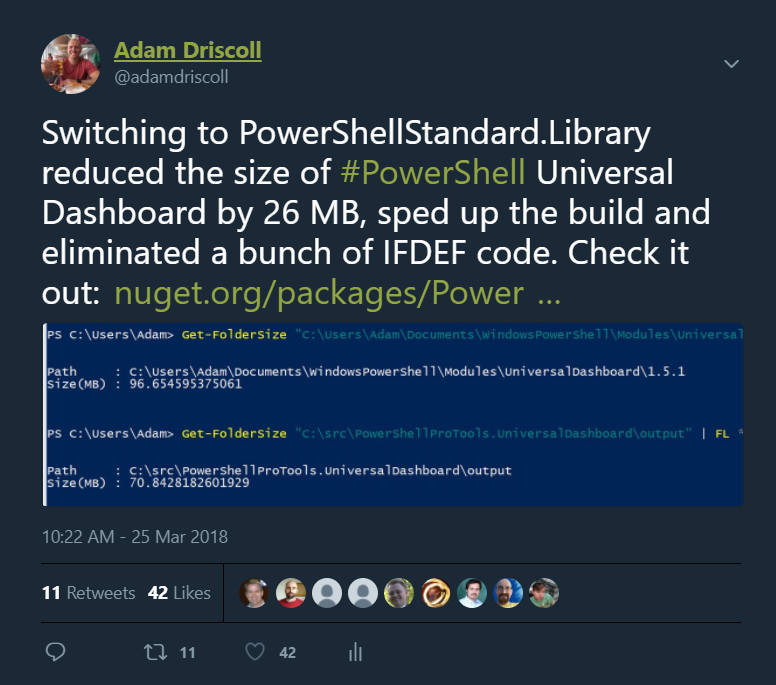 Adam Driscoll
@adamdriscoll
Switching to PowerShellStandard.Library
reduced the size of #PowerShell Universal
Dashboard by 26 MB, sped up the build and
eliminated a bunch of IFDEF code. Check it
out: nuget.org/packages/Power …
PS C:\Users\Adam> Get-FolderSize "C:\Users\Adam\Documents\WindowsPowerShell\Modules\Universal
Path : C:\Users\Adam\Documents\WindowsPowerShell\Modules\UniversalDashboard\1.5.1
Size(MB) : 96.654595375061
PS C:\Users\Adam> Get-FolderSize "C:\src\PowerShellProTools.UniversalDashboard\output" | FL *
Path : C:\src\PowerShellProTools.UniversalDashboard\output
Size(MB) : 70.8428182601929
10:22 AM - 25 Mar 2018
11 Retweets 42 Likes
11 42